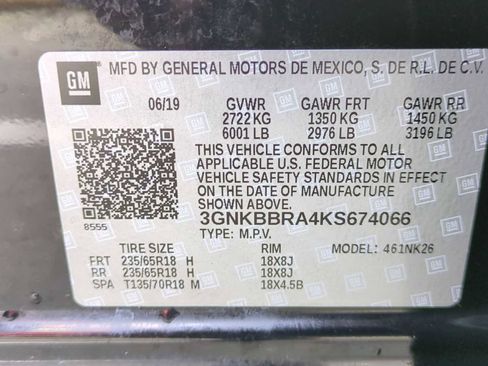 GM MFD BY GENERAL MOTORS DE MEXICO, S. DE R.L. DE C.V.
06/19 GVWR GAWR FRT GAWR RR
2722 KG 1350 KG 1450 KG
6001 LB 2976 LB 3196 LB
THIS VEHICLE CONFORMS TO ALL
APPLICABLE U.S. FEDERAL MOTOR
VEHICLE SAFETY STANDARDS IN EFFECT
ON THE DATE OF MANUFACTURE
SHOWN ABOVE.
3GNKBBRA4KS674066
8555 TYPE: M.P.V.
TIRE SIZE RIM MODEL: 461NK26
FRT 235/65R18 H 18X8J
RR 235/65R18 H 18X8J
SPA T135/70R18 M 18X4.5B